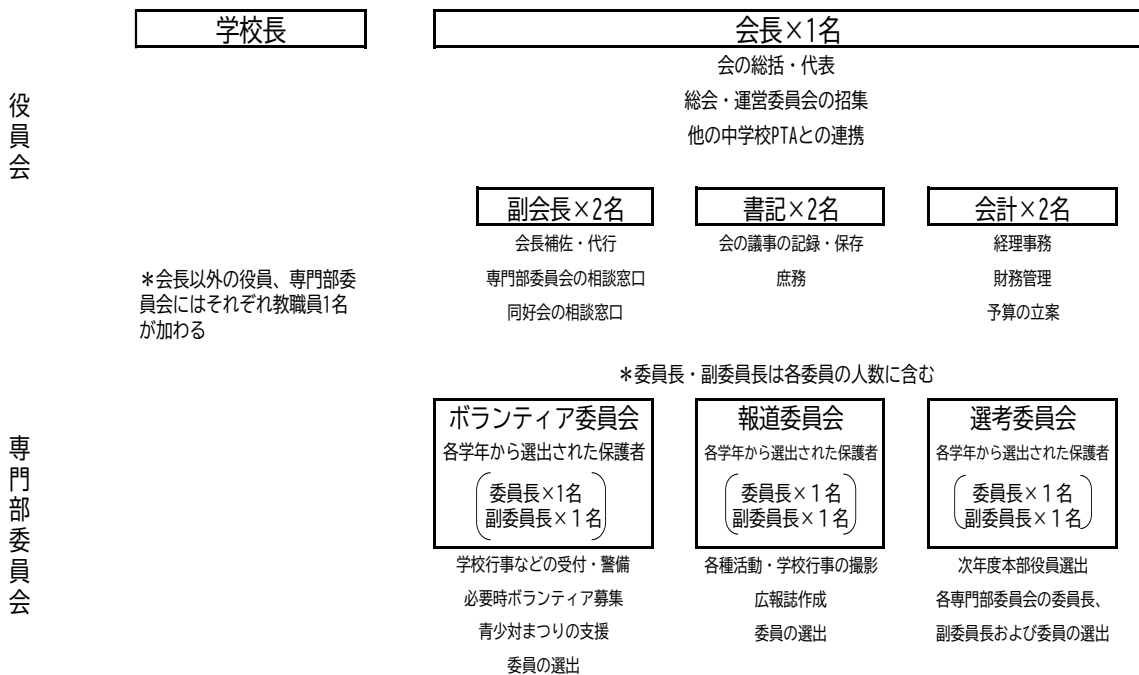 学校長
会長×1名
会の総括・代表
総会・運営委員会の招集
他の中学校PTAとの連携
役員会
副会長×2名
会長補佐・代行
専門部委員会の相談窓口
同好会の相談窓口
書記×2名
会の議事の記録・保存
庶務
会計×2名
経理事務
財務管理
予算の立案
＊会長以外の役員、専門部委
員会にはそれぞれ教職員1名
が加わる
＊委員長・副委員長は各委員の人数に含む
専門部委員会
ボランティア委員会
各学年から選出された保護者
委員長×1名
副委員長×１名
学校行事などの受付・警備
必要時ボランティア募集
青少対まつりの支援
委員の選出
報道委員会
各学年から選出された保護者
委員長×１名
副委員長×１名
各種活動・学校行事の撮影
広報誌作成
委員の選出
選考委員会
各学年から選出された保護者
委員長×１名
副委員長×１名
次年度本部役員選出
各専門部委員会の委員長、
副委員長および委員の選出